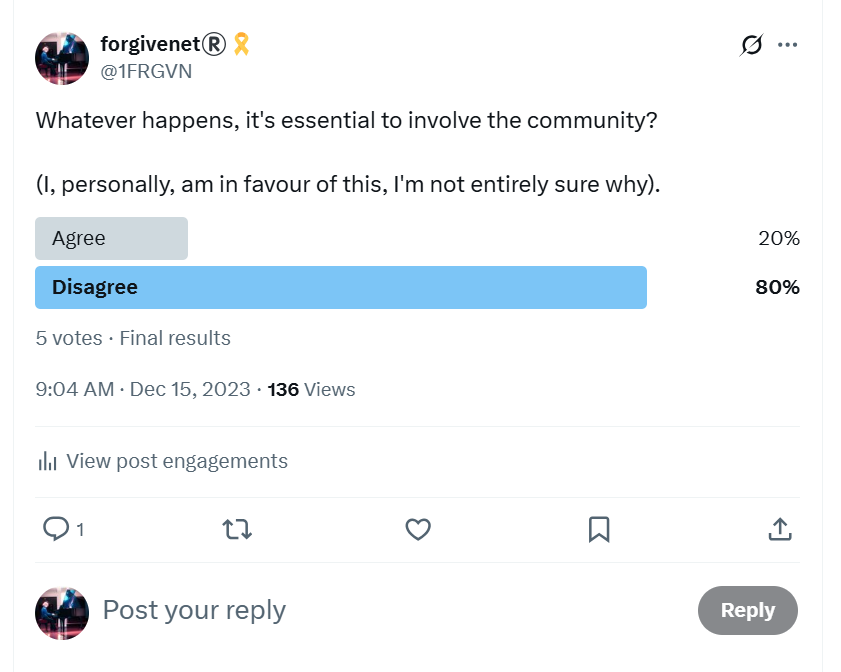 forgivenet®🎗
@1FRGVN
Whatever happens, it's essential to involve the community?
(I, personally, am in favour of this, I'm not entirely sure why).
Agree 20%
Disagree 80%
5 votes · Final results
9:04 AM · Dec 15, 2023 · 136 Views
View post engagements
1
Post your reply
Reply